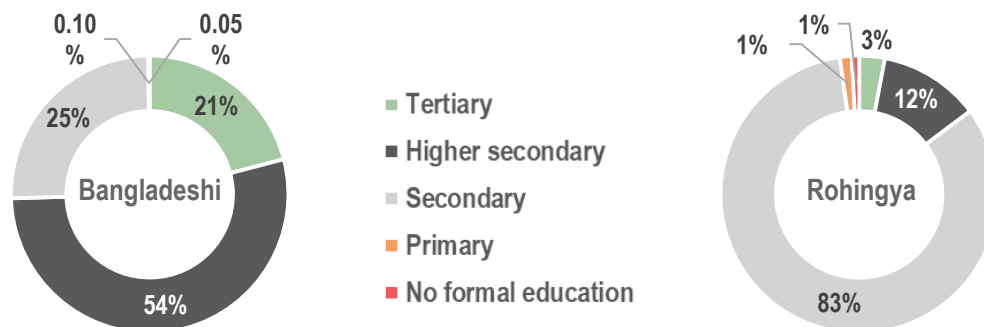 0.10
%
0.05
%
25%
21%
Bangladeshi
54%
Tertiary
Higher secondary
Secondary
Primary
No formal education
1%
1%
3%
12%
Rohingya
83%